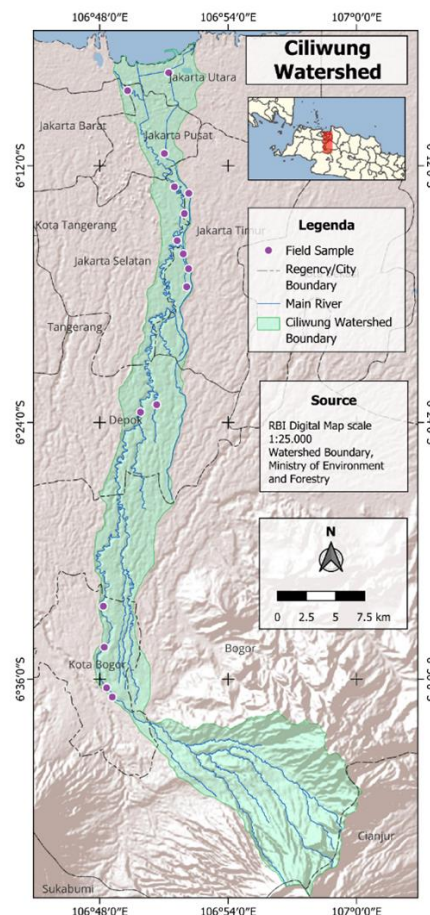 106°48'0"E 106°54'0"E 107°0'0"E
Ciliwung
Watershed
Jakarta Utara
Jakarta Barat
Jakarta Pusat
6°12'0"S
Kota Tangerang
Jakarta Timur
Jakarta Selatan
Tangerang
Legenda
Field Sample
Regency/City
Boundary
Main River
Ciliwung Watershed
Boundary
6°24'0"S
Depok
Source
RBI Digital Map scale
1:25.000
Watershed Boundary,
Ministry of Environment
and Forestry
N
0 2.5 5 7.5 km
Bogor
Kota Bogor
6°36'0"S
Cianjur
Sukabumi
106°48'0"E 106°54'0"E 107°0'0"E